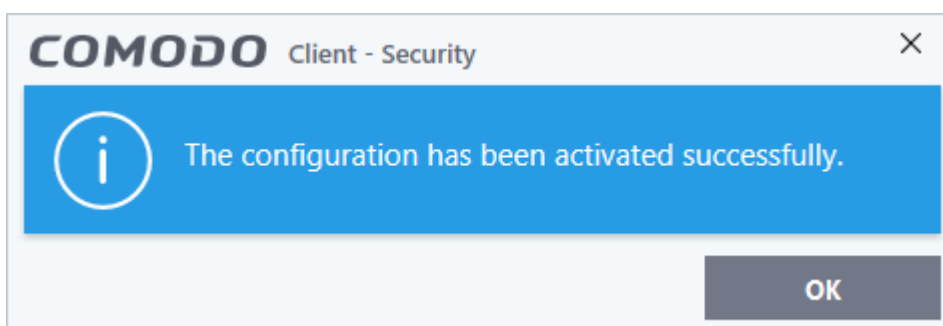 COMODO Client - Security
The configuration has been activated successfully.
OK